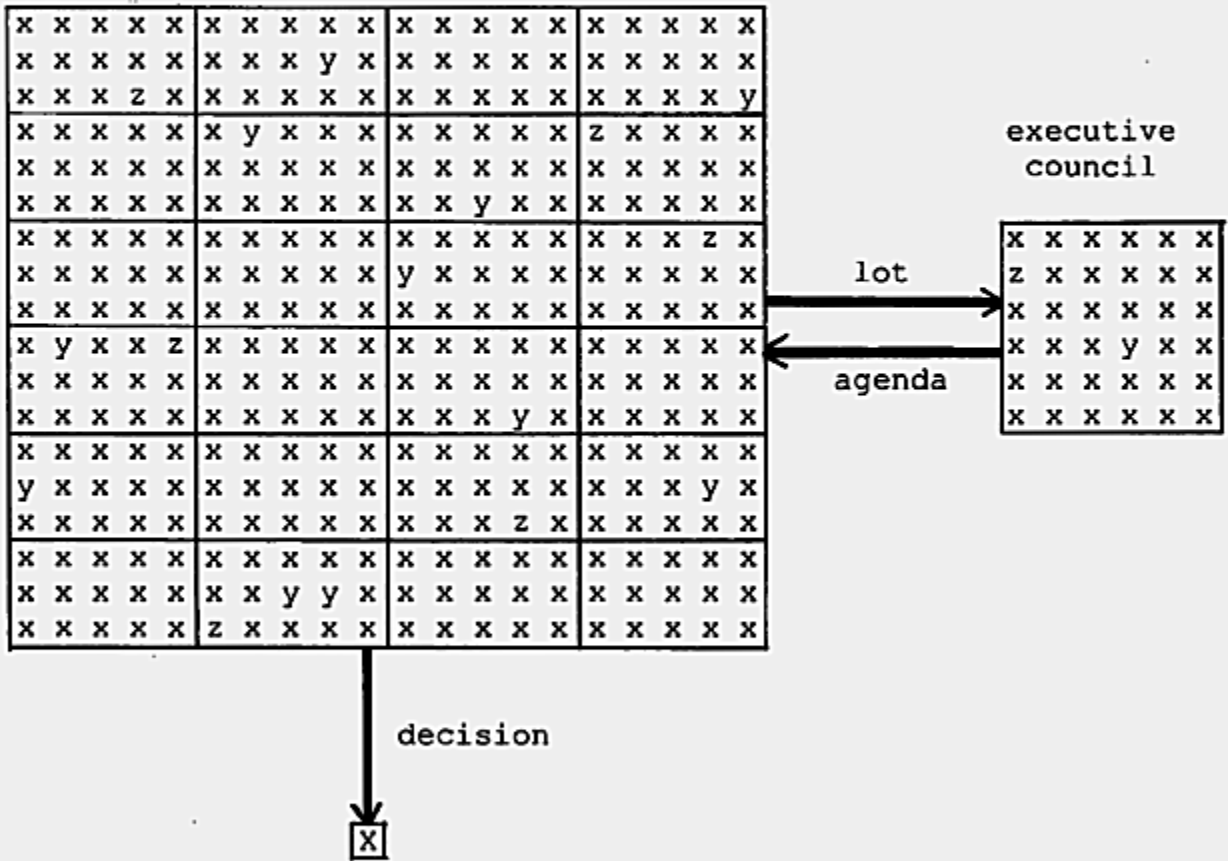 x x x x x x x x x x x x x x x x x x x x
x x x x x x x x y x x x x x x x x x x x
x x x z x x x x x x x x x x x x x x x y
x x x x x x y x x x x x x x x z x x x x
x x x x x x x x x x x x x x x x x x x x
x x x x x x x x x x x x y x x x x x x x
x x x x x x x x x x x x x x x x x x z x
x x x x x x x x x x y x x x x x x x x x
x x x x x x x x x x x x x x x x x x x x
x y x x z x x x x x x x x x x x x x x x
x x x x x x x x x x x x x x x x x x x x
x x x x x x x x x x x x x y x x x x x x
x x x x x x x x x x x x x x x x x x x x
y x x x x x x x x x x x x x x x x x y x
x x x x x x x x x x x x x z x x x x x x
x x x x x x x x x x x x x x x x x x x x
x x x x x x x y y x x x x x x x x x x x
x x x x x z x x x x x x x x x x x x x x
lot
agenda
executive
council
x x x x x x
z x x x x x
x x x x x x
x x x y x x
x x x x x x
x x x x x x
decision
X